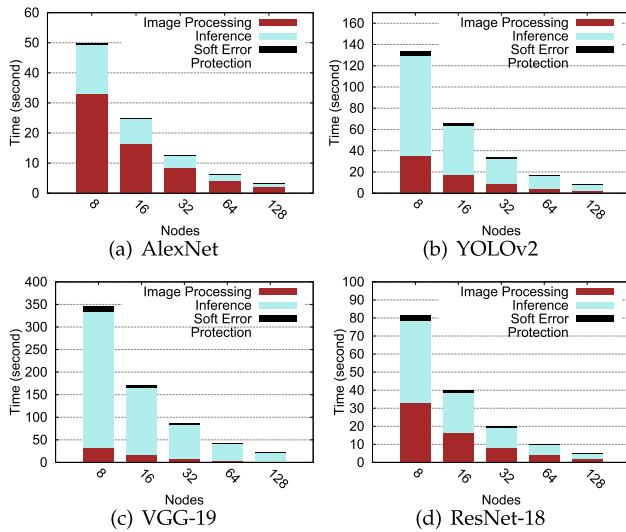 60
50
40
30
20
10
0
Time (second)
Image Processing
Inference
Soft Error
Protection
8
16
32
64
128
Nodes
(a) AlexNet
160
140
120
100
80
60
40
20
0
Time (second)
Image Processing
Inference
Soft Error
Protection
8
16
32
64
128
Nodes
(b) YOLOv2
400
350
300
250
200
150
100
50
0
Time (second)
Image Processing
Inference
Soft Error
Protection
8
16
32
64
128
Nodes
(c) VGG-19
100
90
80
70
60
50
40
30
20
10
0
Time (second)
Image Processing
Inference
Soft Error
Protection
8
16
32
64
128
Nodes
(d) ResNet-18